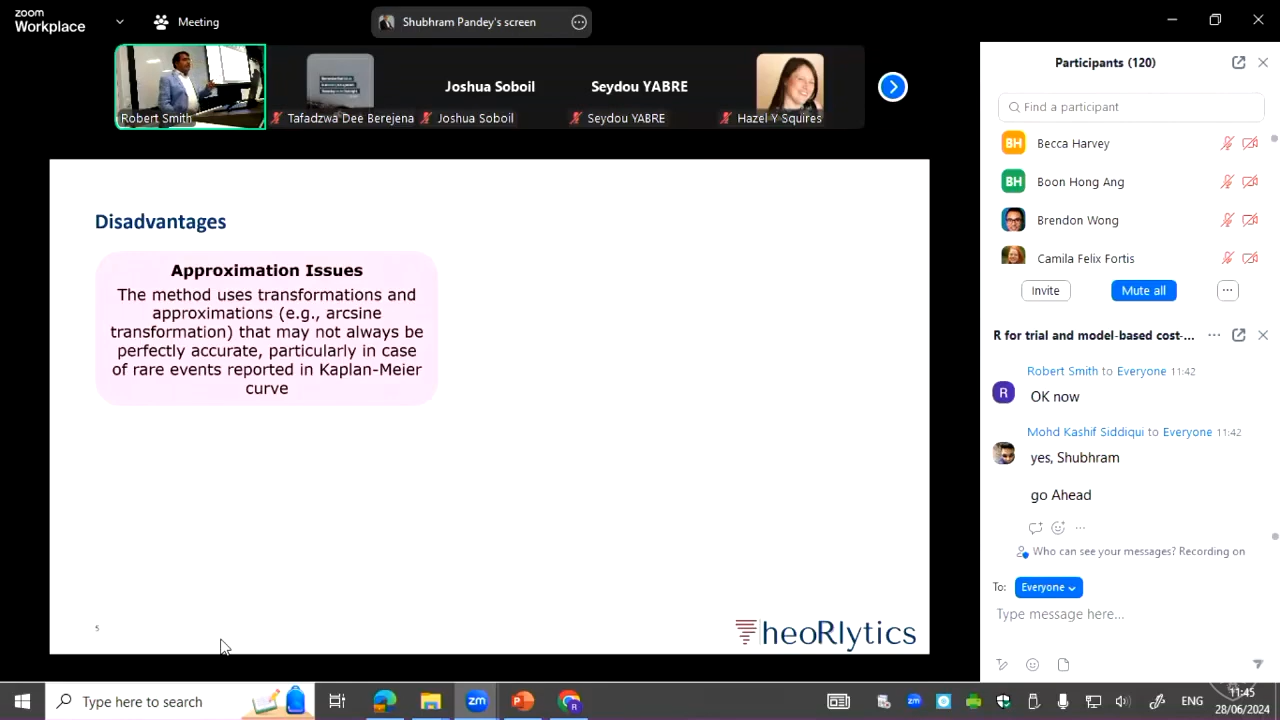 zoom
Workplace
Meeting
Shubhram Pandey's screen
Robert Smith
Tafadzwa Dee Berejena
Joshua Soboil
Joshua Soboil
Seydou YABRE
Seydou YABRE
Hazel Y Squires
Disadvantages
Approximation Issues
The method uses transformations and
approximations (e.g., arcsine
transformation) that may not always be
perfectly accurate, particularly in case
of rare events reported in Kaplan-Meier
curve
5
heoRlytics
Participants (120)
Find a participant
BH Becca Harvey
BH Boon Hong Ang
Brendon Wong
Camila Felix Fortis
Invite
Mute all
R for trial and model-based cost-...
Robert Smith to Everyone 11:42
R OK now
Mohd Kashif Siddiqui to Everyone 11:42
yes, Shubhram
go Ahead
Who can see your messages? Recording on
To: Everyone
Type message here...
Type here to search
zm
zm
ENG
11:45
28/06/2024